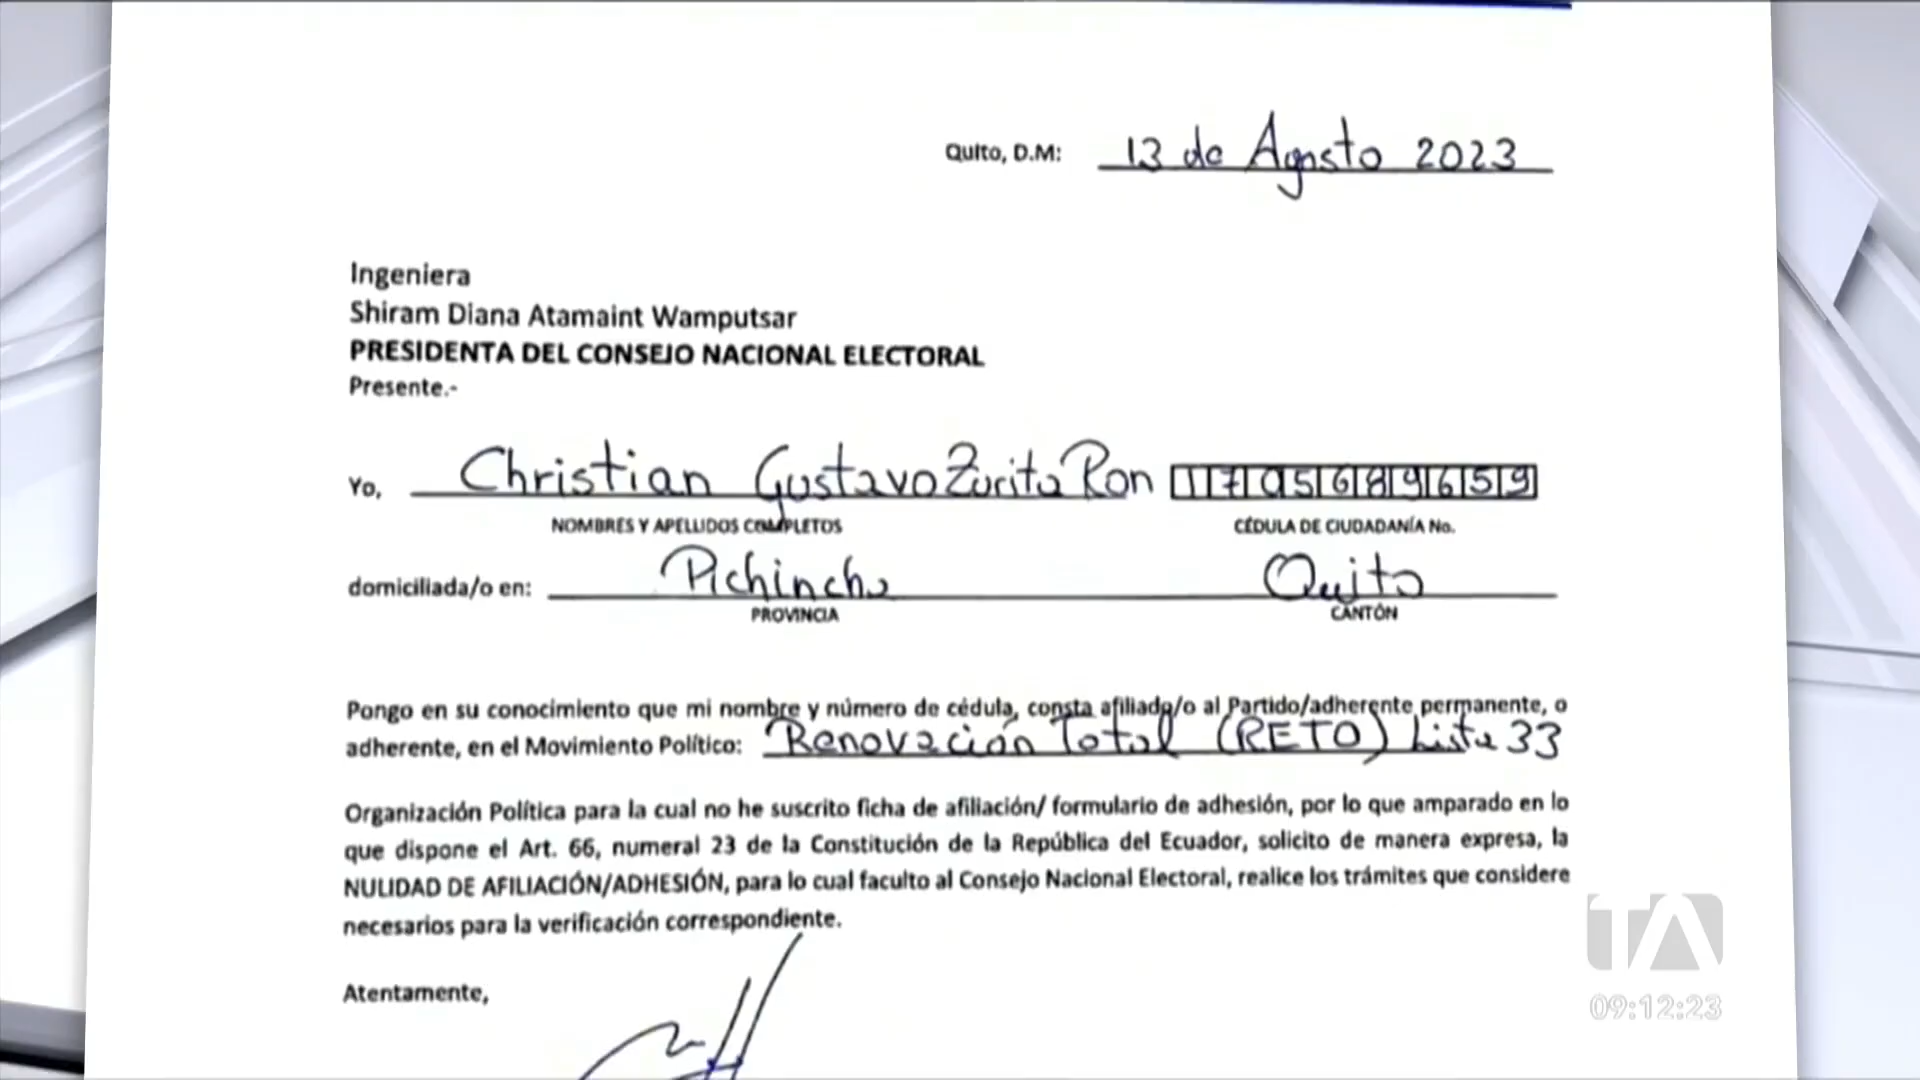 Quito, D.M: 13 de Agosto 2023
Ingeniera
Shiram Diana Atamaint Wamputsar
PRESIDENTA DEL CONSEJO NACIONAL ELECTORAL
Presente.-
Yo, Christian Gustavo Zurita Ron 1705689659
NOMBRES Y APELLIDOS COMPLETOS CÉDULA DE CIUDADANÍA No.
domiciliada/o en: Pichincha Quito
PROVINCIA CANTÓN
Pongo en su conocimiento que mi nombre y número de cédula, consta afiliada/o al Partido/adherente permanente, o
adherente, en el Movimiento Político: Renovación Total (RETO) Lista 33
Organización Política para la cual no he suscrito ficha de afiliación/ formulario de adhesión, por lo que amparado en lo
que dispone el Art. 66, numeral 23 de la Constitución de la República del Ecuador, solicito de manera expresa, la
NULIDAD DE AFILIACIÓN/ADHESIÓN, para lo cual faculto al Consejo Nacional Electoral, realice los trámites que considere
necesarios para la verificación correspondiente.
Atentamente,
TA
09:12:23